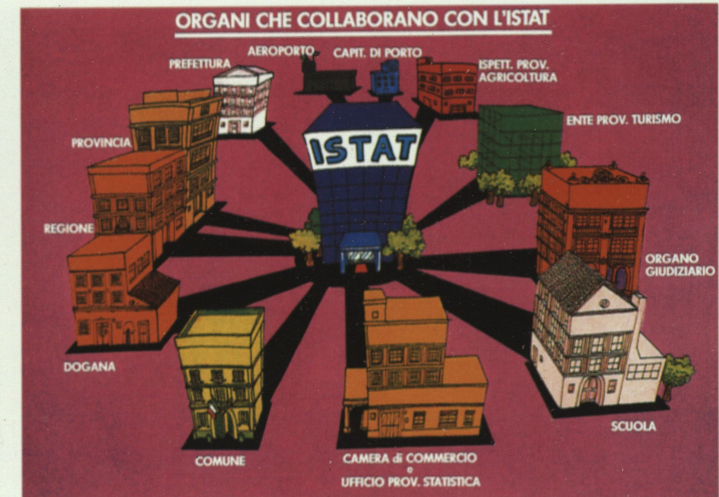 ORGANI CHE COLLABORANO CON L'ISTAT
AEROPORTO
CAPIT. DI PORTO
PREFETTURA
ISPETT. PROV.
AGRICOLTURA
ENTE PROV. TURISMO
ISTAT
PROVINCIA
REGIONE
ORGANO
GIUDIZIARIO
DOGANA
SCUOLA
COMUNE
CAMERA di COMMERCIO
e
UFFICIO PROV. STATISTICA